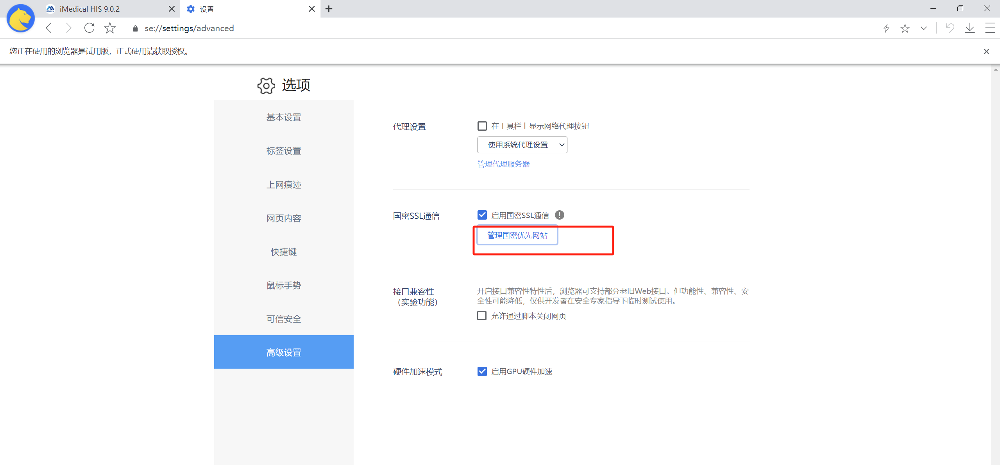 iMedical HIS 9.0.2
设置
se://settings/advanced
您正在使用的浏览器是试用版，正式使用请获取授权。
选项
基本设置
标签设置
上网痕迹
网页内容
快捷键
鼠标手势
可信安全
高级设置
代理设置
在工具栏上显示网络代理按钮
使用系统代理设置
管理代理服务器
国密SSL通信
启用国密SSL通信
管理国密优先网站
接口兼容性
（实验功能）
开启接口兼容性特性后，浏览器可支持部分老旧Web接口。但功能性、兼容性、安
全性可能降低，仅供开发者在安全专家指导下临时测试使用。
允许通过脚本关闭网页
硬件加速模式
启用GPU硬件加速